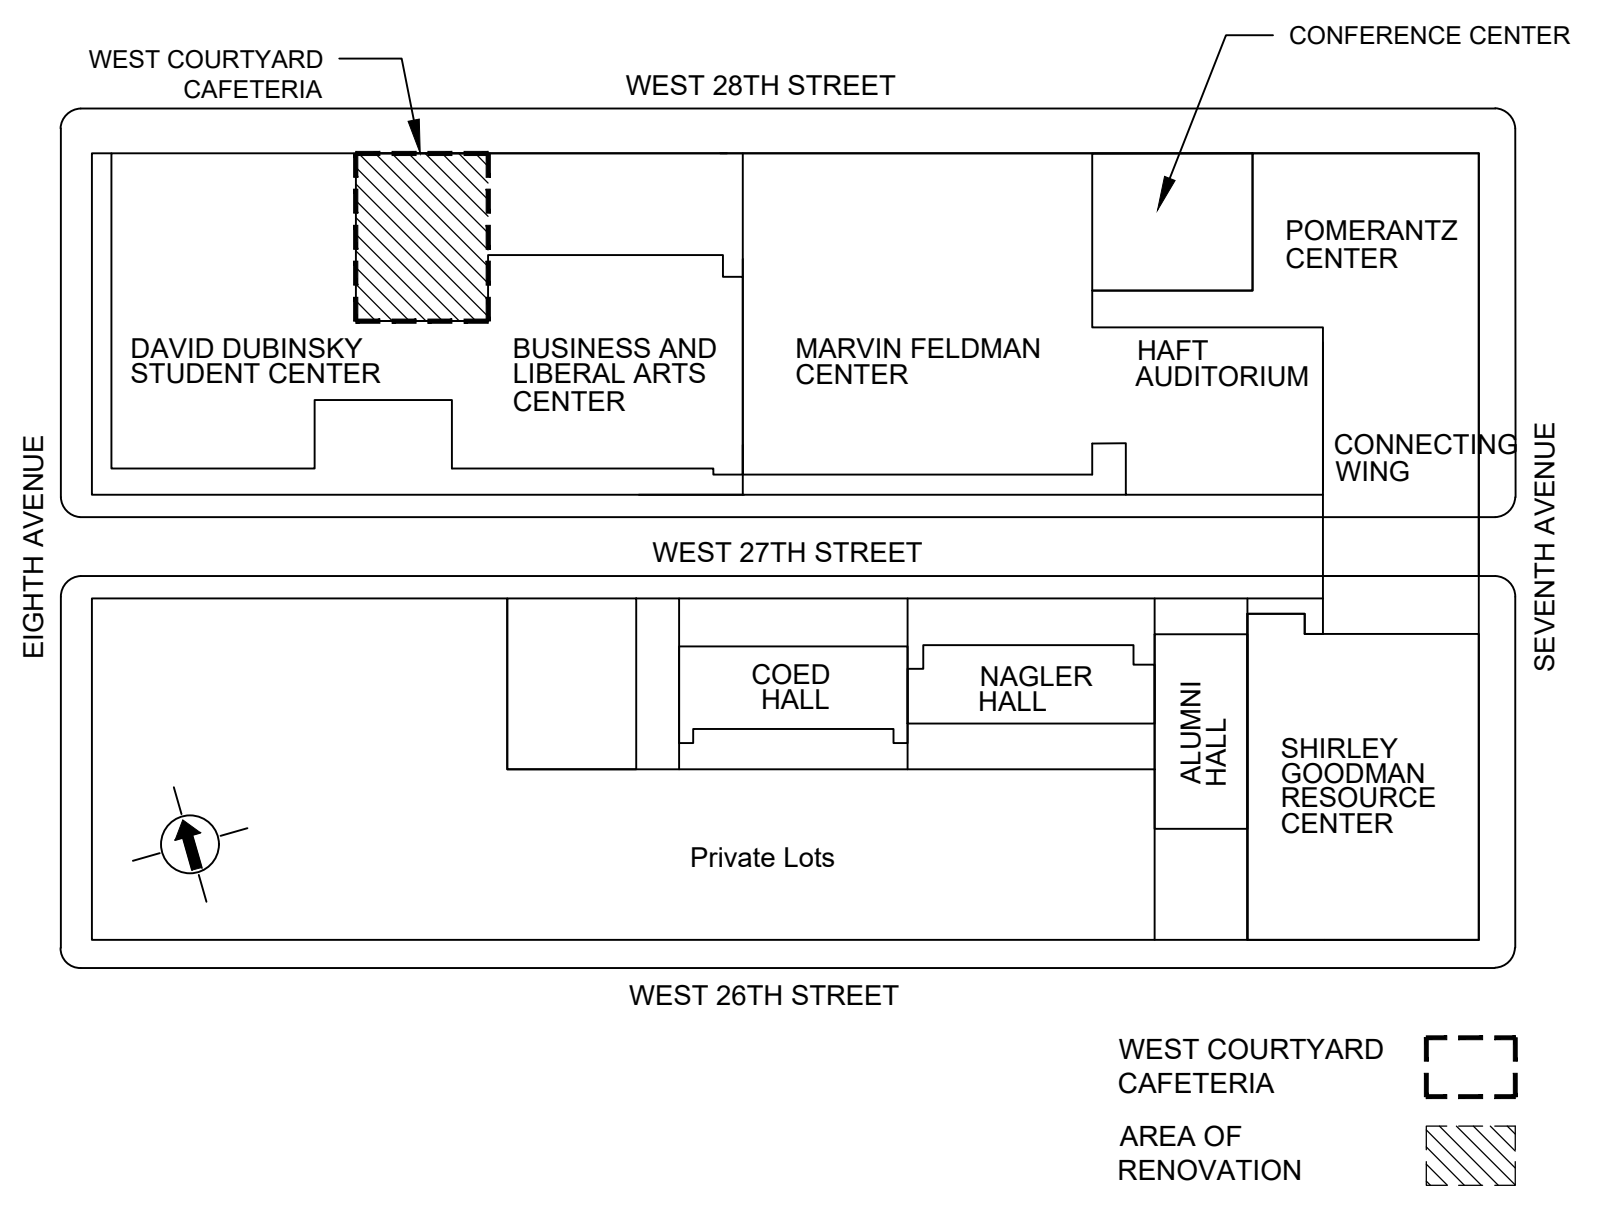 CONFERENCE CENTER
WEST COURTYARD
CAFETERIA
WEST 28TH STREET
POMERANTZ
CENTER
DAVID DUBINSKY
STUDENT CENTER
BUSINESS AND
LIBERAL ARTS
CENTER
MARVIN FELDMAN
CENTER
HAFT
AUDITORIUM
CONNECTING
WING
EIGHTH AVENUE
SEVENTH AVENUE
WEST 27TH STREET
COED
HALL
NAGLER
HALL
ALUMNI
HALL
SHIRLEY
GOODMAN
RESOURCE
CENTER
Private Lots
WEST 26TH STREET
WEST COURTYARD
CAFETERIA
AREA OF
RENOVATION